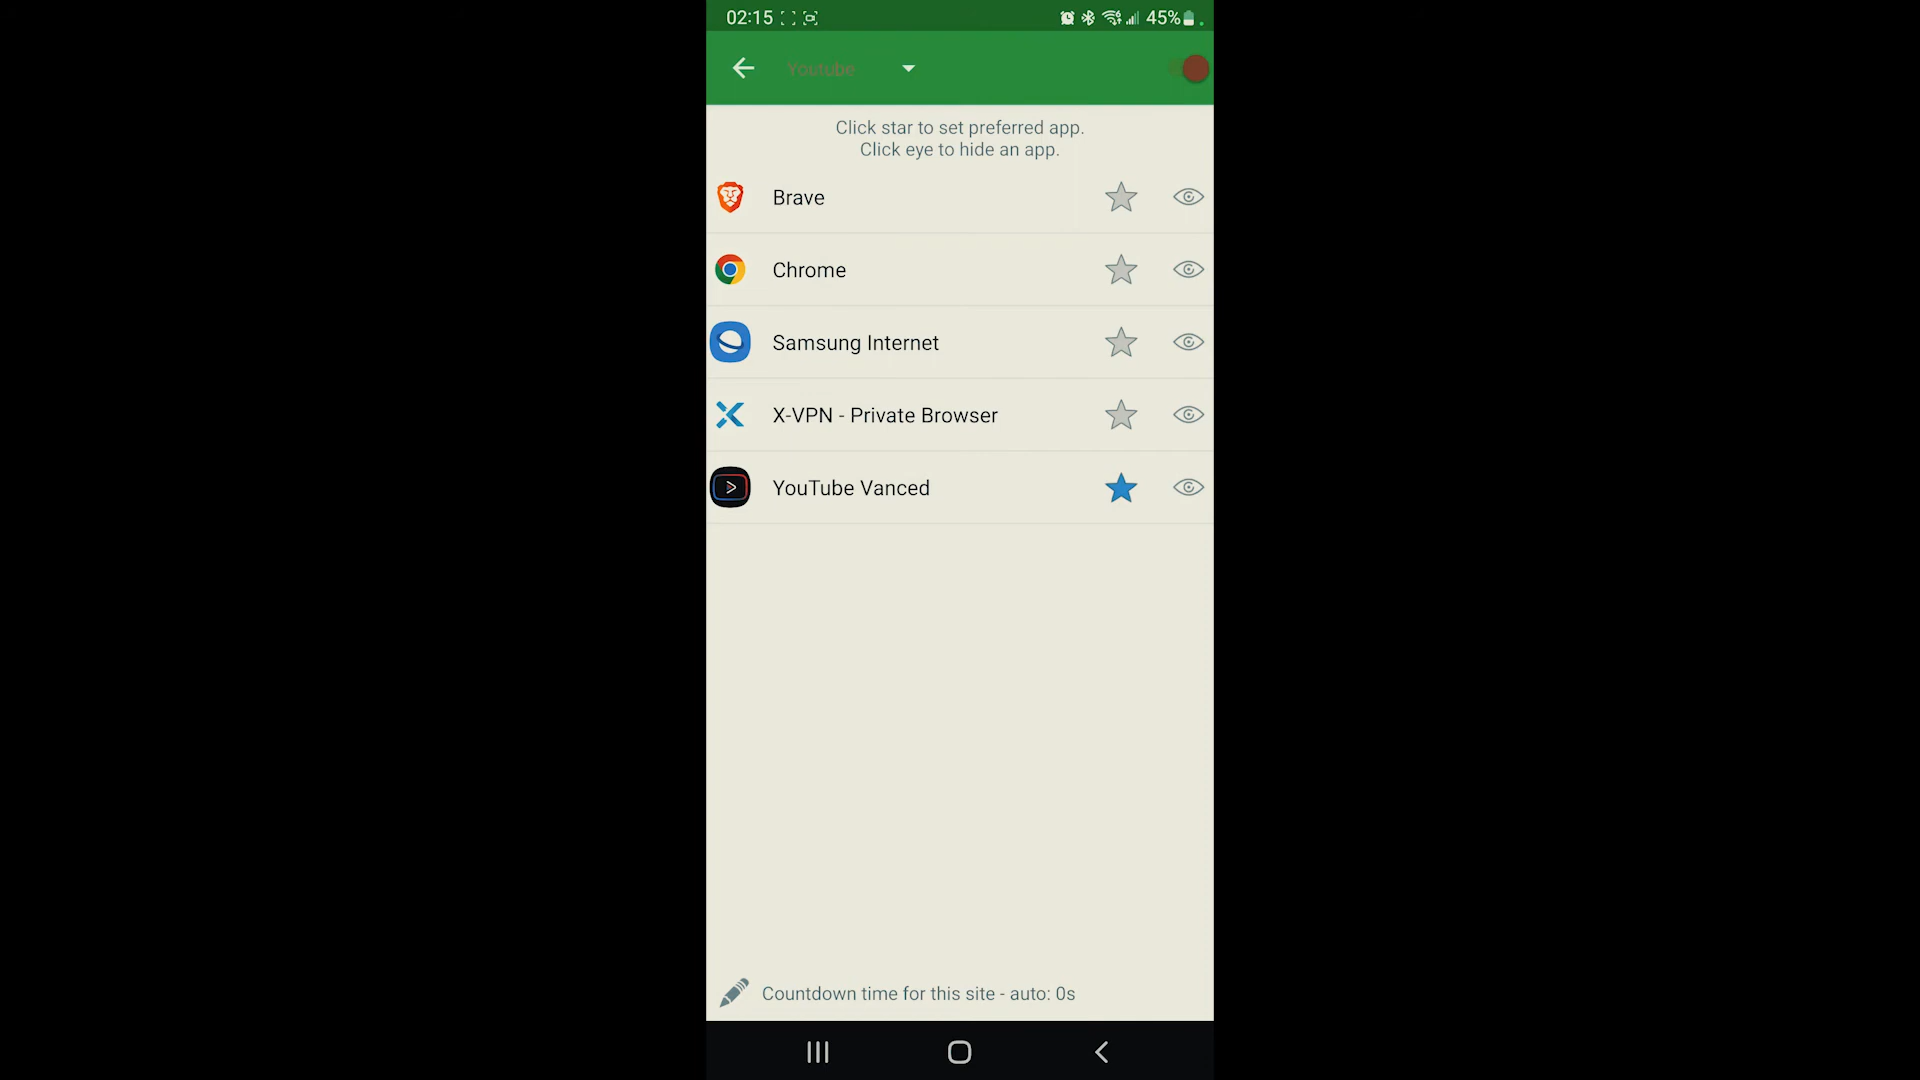 02:15 45%
Youtube
Click star to set preferred app.
Click eye to hide an app.
Brave
Chrome
Samsung Internet
X-VPN - Private Browser
YouTube Vanced
Countdown time for this site - auto: 0s